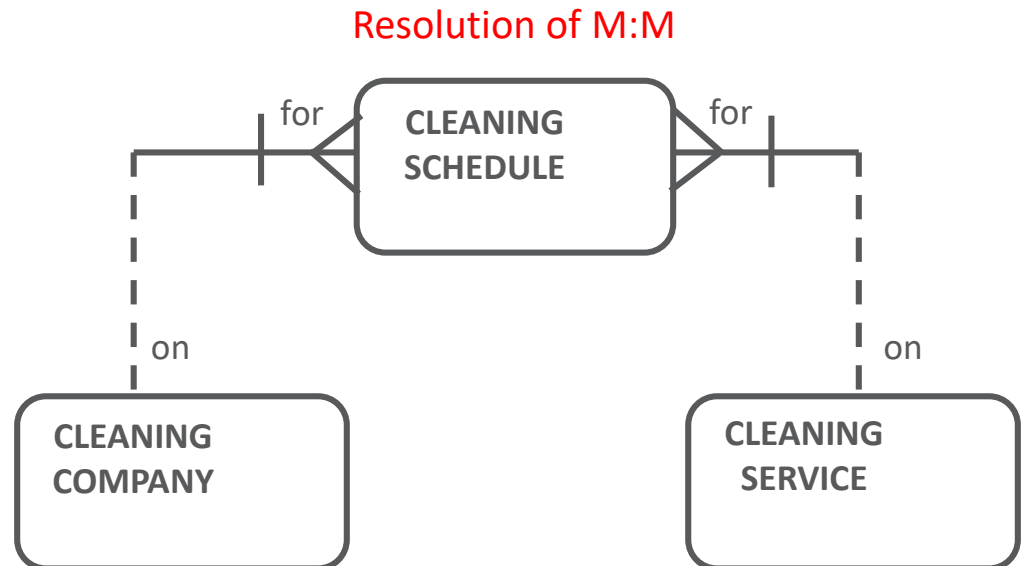 Resolution of M:M
for
CLEANING
SCHEDULE
for
on
on
CLEANING
COMPANY
CLEANING
SERVICE